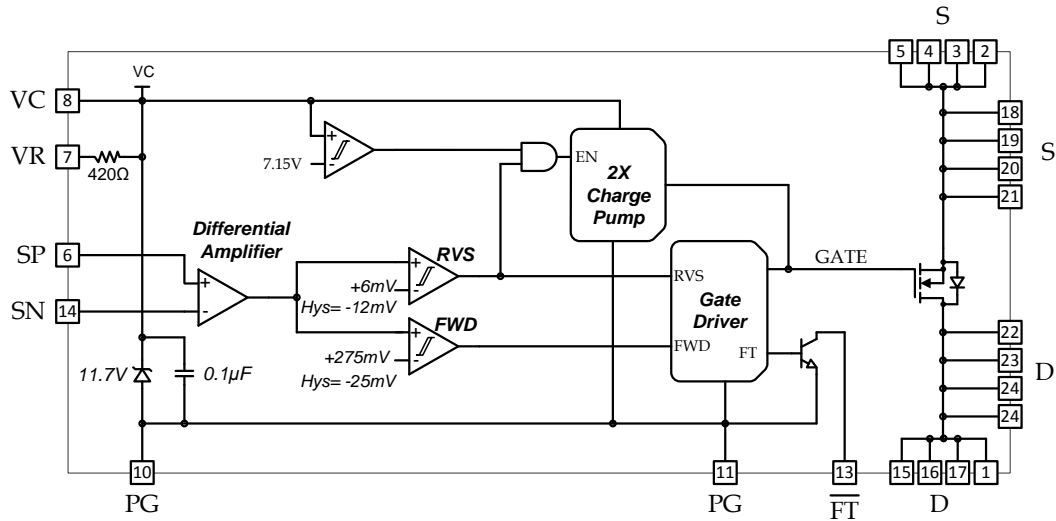 S
5 4 3 2
VC
VC 8
18
VR 7
420Ω
7.15V
+
-
EN
2X
Charge
Pump
19
S
20
21
Differential
Amplifier
SP 6
+
-
SN 14
RVS
+
-
+6mV
Hys= -12mV
FWD
+
-
+275mV
Hys= -25mV
GATE
RVS
Gate
Driver
FWD
FT
22
23
D
24
24
11.7V
0.1µF
10
11
13
15 16 17 1
PG
PG
FT
D